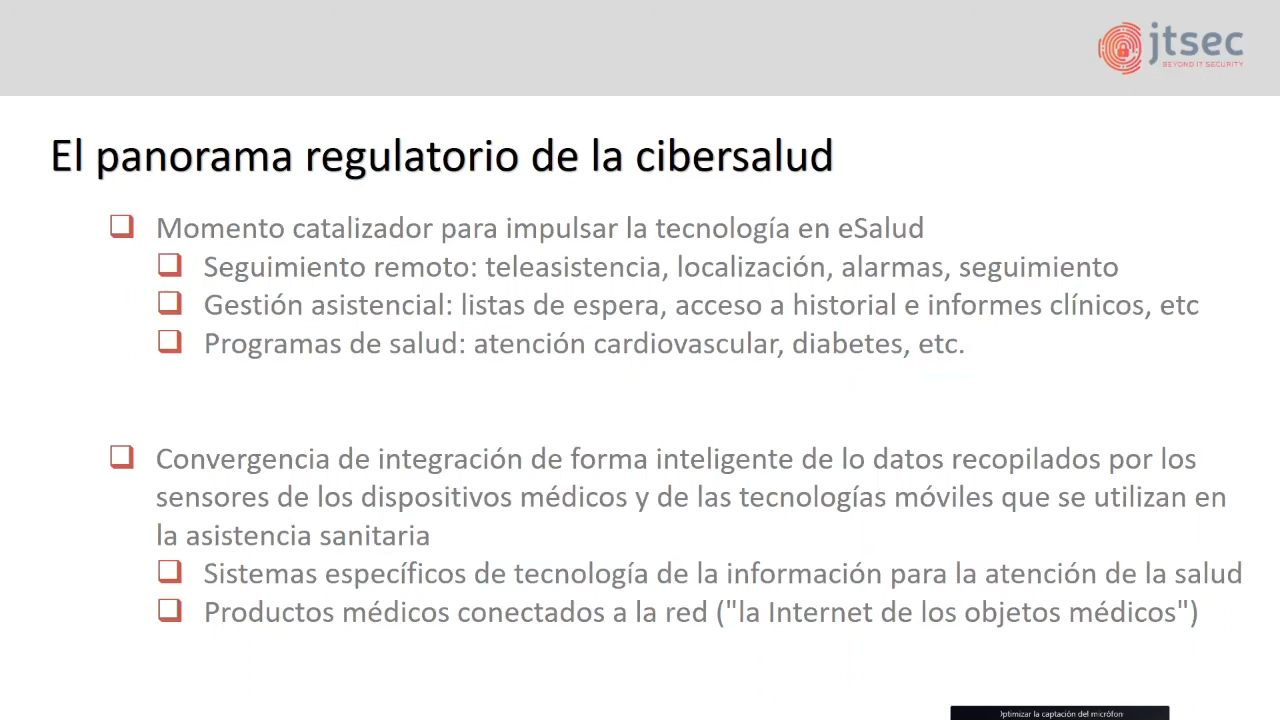 jtsec
BEYOND IT SECURITY
El panorama regulatorio de la cibersalud
Momento catalizador para impulsar la tecnología en eSalud
Seguimiento remoto: teleasistencia, localización, alarmas, seguimiento
Gestión asistencial: listas de espera, acceso a historial e informes clínicos, etc
Programas de salud: atención cardiovascular, diabetes, etc.
Convergencia de integración de forma inteligente de lo datos recopilados por los
sensores de los dispositivos médicos y de las tecnologías móviles que se utilizan en
la asistencia sanitaria
Sistemas específicos de tecnología de la información para la atención de la salud
Productos médicos conectados a la red ("la Internet de los objetos médicos")
Optimizar la captación del micrófon